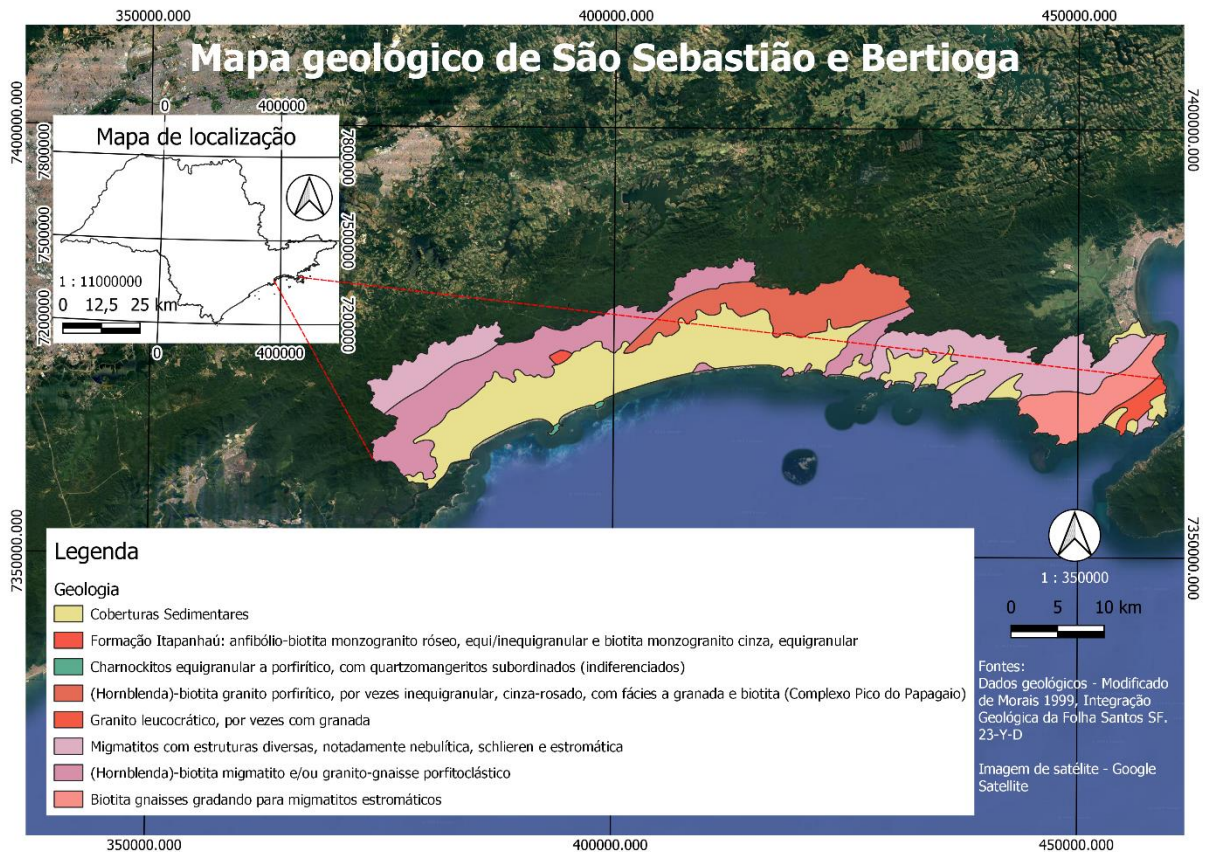 350000.000
400000.000
450000.000
Mapa geológico de São Sebastião e Bertioga
7400000.000
7400000.000
0
400000
Mapa de localização
7800000
7800000
7500000
7500000
7200000
7200000
1 : 11000000
0 12,5 25 km
0
400000
7350000.000
7350000.000
Legenda
Geologia
Coberturas Sedimentares
Formação Itapanhaú: anfibólio-biotita monzogranito róseo, equi/inequigranular e biotita monzogranito cinza, equigranular
Charnockitos equigranular a porfirítico, com quartzomangeritos subordinados (indiferenciados)
(Hornblenda)-biotita granito porfirítico, por vezes inequigranular, cinza-rosado, com fácies a granada e biotita (Complexo Pico do Papagaio)
Granito leucocrático, por vezes com granada
Migmatitos com estruturas diversas, notadamente nebulítica, schlieren e estromática
(Hornblenda)-biotita migmatito e/ou granito-gnaisse porfitoclástico
Biotita gnaisses gradando para migmatitos estromáticos
1 : 350000
0 5 10 km
Fontes:
Dados geológicos - Modificado
de Morais 1999, Integração
Geológica da Folha Santos SF.
23-Y-D
Imagem de satélite - Google
Satellite
350000.000
400000.000
450000.000